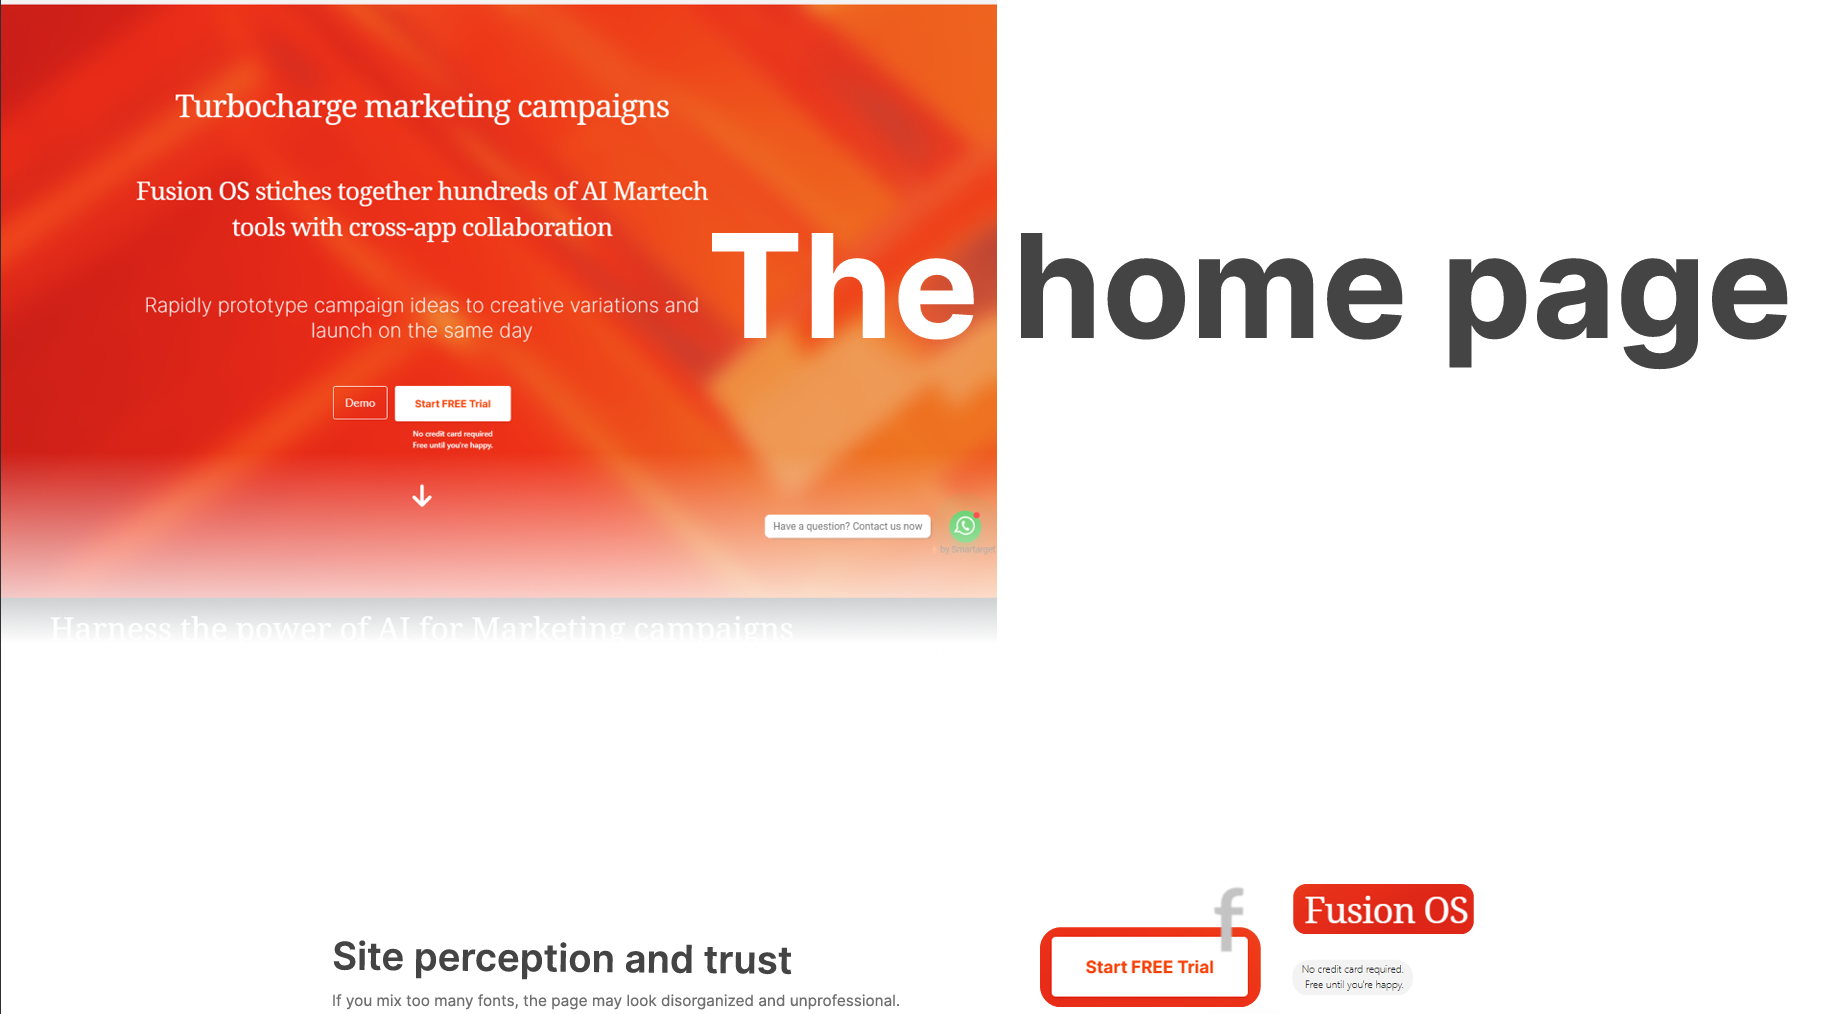 Turbocharge marketing campaigns
Fusion OS stiches together hundreds of AI Martech
tools with cross-app collaboration
The home page
Rapidly prototype campaign ideas to creative variations and
launch on the same day
Demo
Start FREE Trial
No credit card required
Free until you're happy.
Have a question? Contact us now
by Smartarget
Harness the power of AI for Marketing campaigns
Site perception and trust
If you mix too many fonts, the page may look disorganized and unprofessional.
f
Start FREE Trial
Fusion OS
No credit card required.
Free until you're happy.